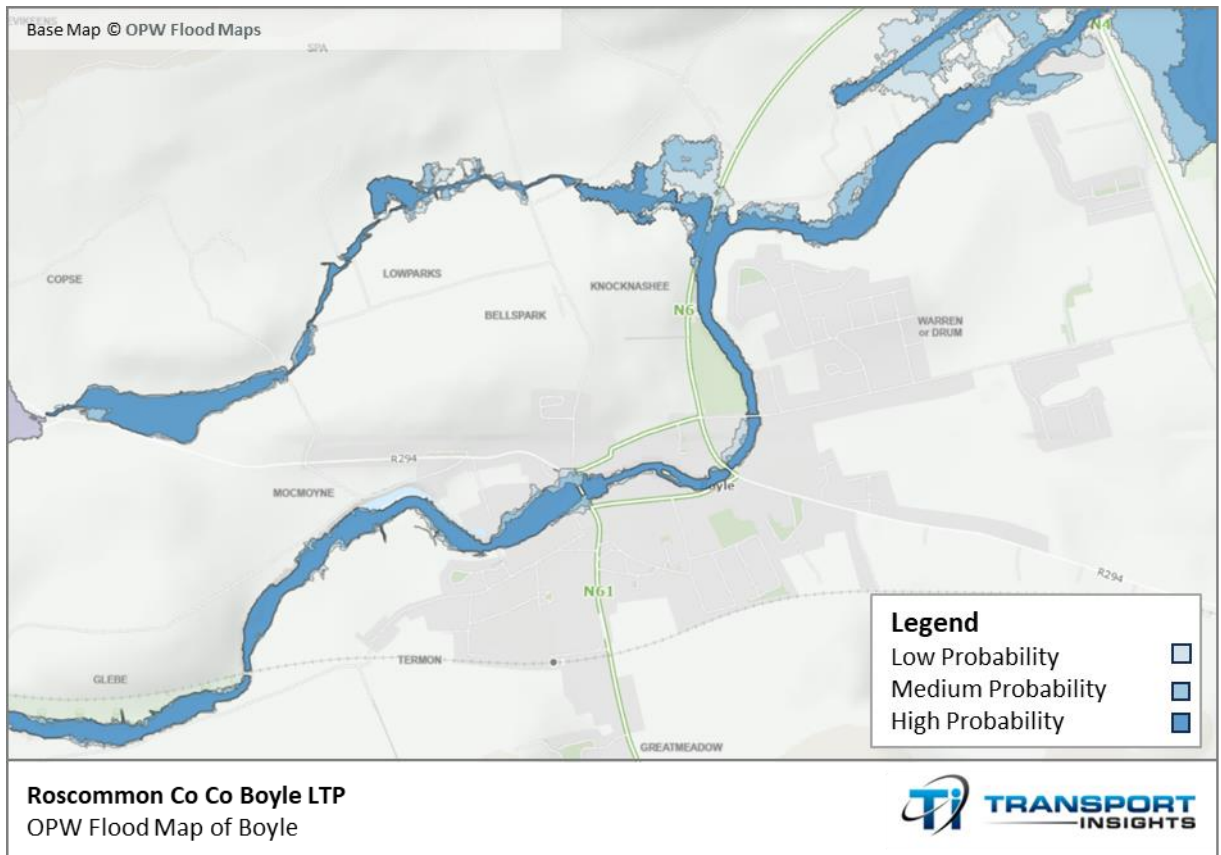 Base Map © OPW Flood Maps
SPA
N4
COPSE
LOWPARKS
KNOCKNASHEE
BELLSPARK
N6
WARREN
or DRUM
R294
MOCMOYNE
N61
R294
TERMON
GLEBE
GREATMEADOW
Legend
Low Probability
Medium Probability
High Probability
Roscommon Co Co Boyle LTP
OPW Flood Map of Boyle
Ti TRANSPORT
INSIGHTS